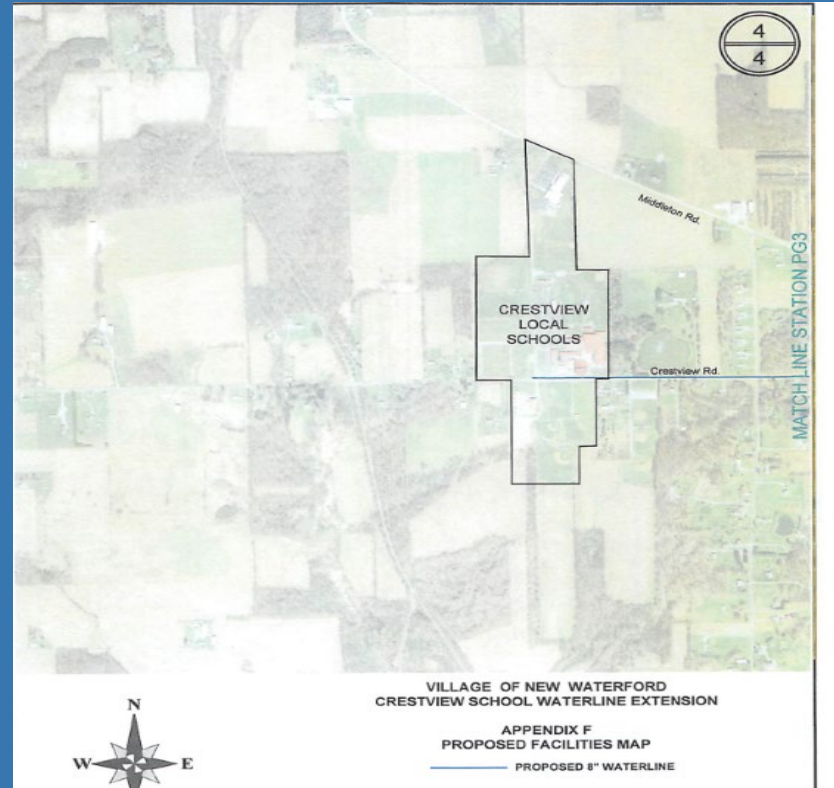 4
4
Middleton Rd.
CRESTVIEW
LOCAL
SCHOOLS
Crestview Rd.
MATCH LINE STATION PG3
VILLAGE OF NEW WATERFORD
CRESTVIEW SCHOOL WATERLINE EXTENSION
APPENDIX F
PROPOSED FACILITIES MAP
PROPOSED 8" WATERLINE
N
W E